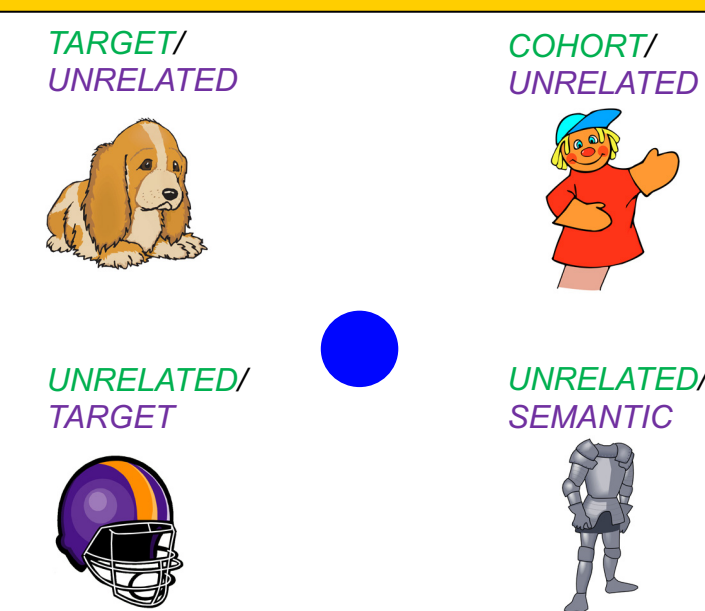 TARGET/
UNRELATED
COHORT/
UNRELATED
UNRELATED/
TARGET
UNRELATED/
SEMANTIC